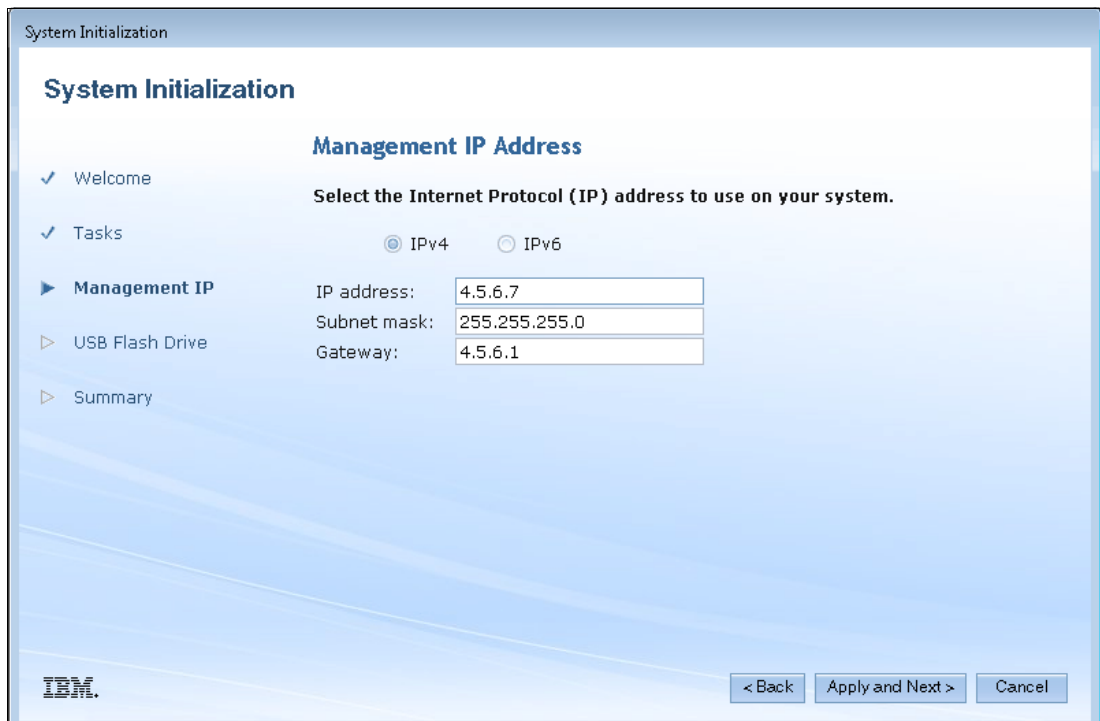 System Initialization
System Initialization
Management IP Address
Welcome
Select the Internet Protocol (IP) address to use on your system.
Tasks
IPv4 IPv6
Management IP
IP address: 4.5.6.7
Subnet mask: 255.255.255.0
USB Flash Drive
Gateway: 4.5.6.1
Summary
IBM.
< Back Apply and Next > Cancel